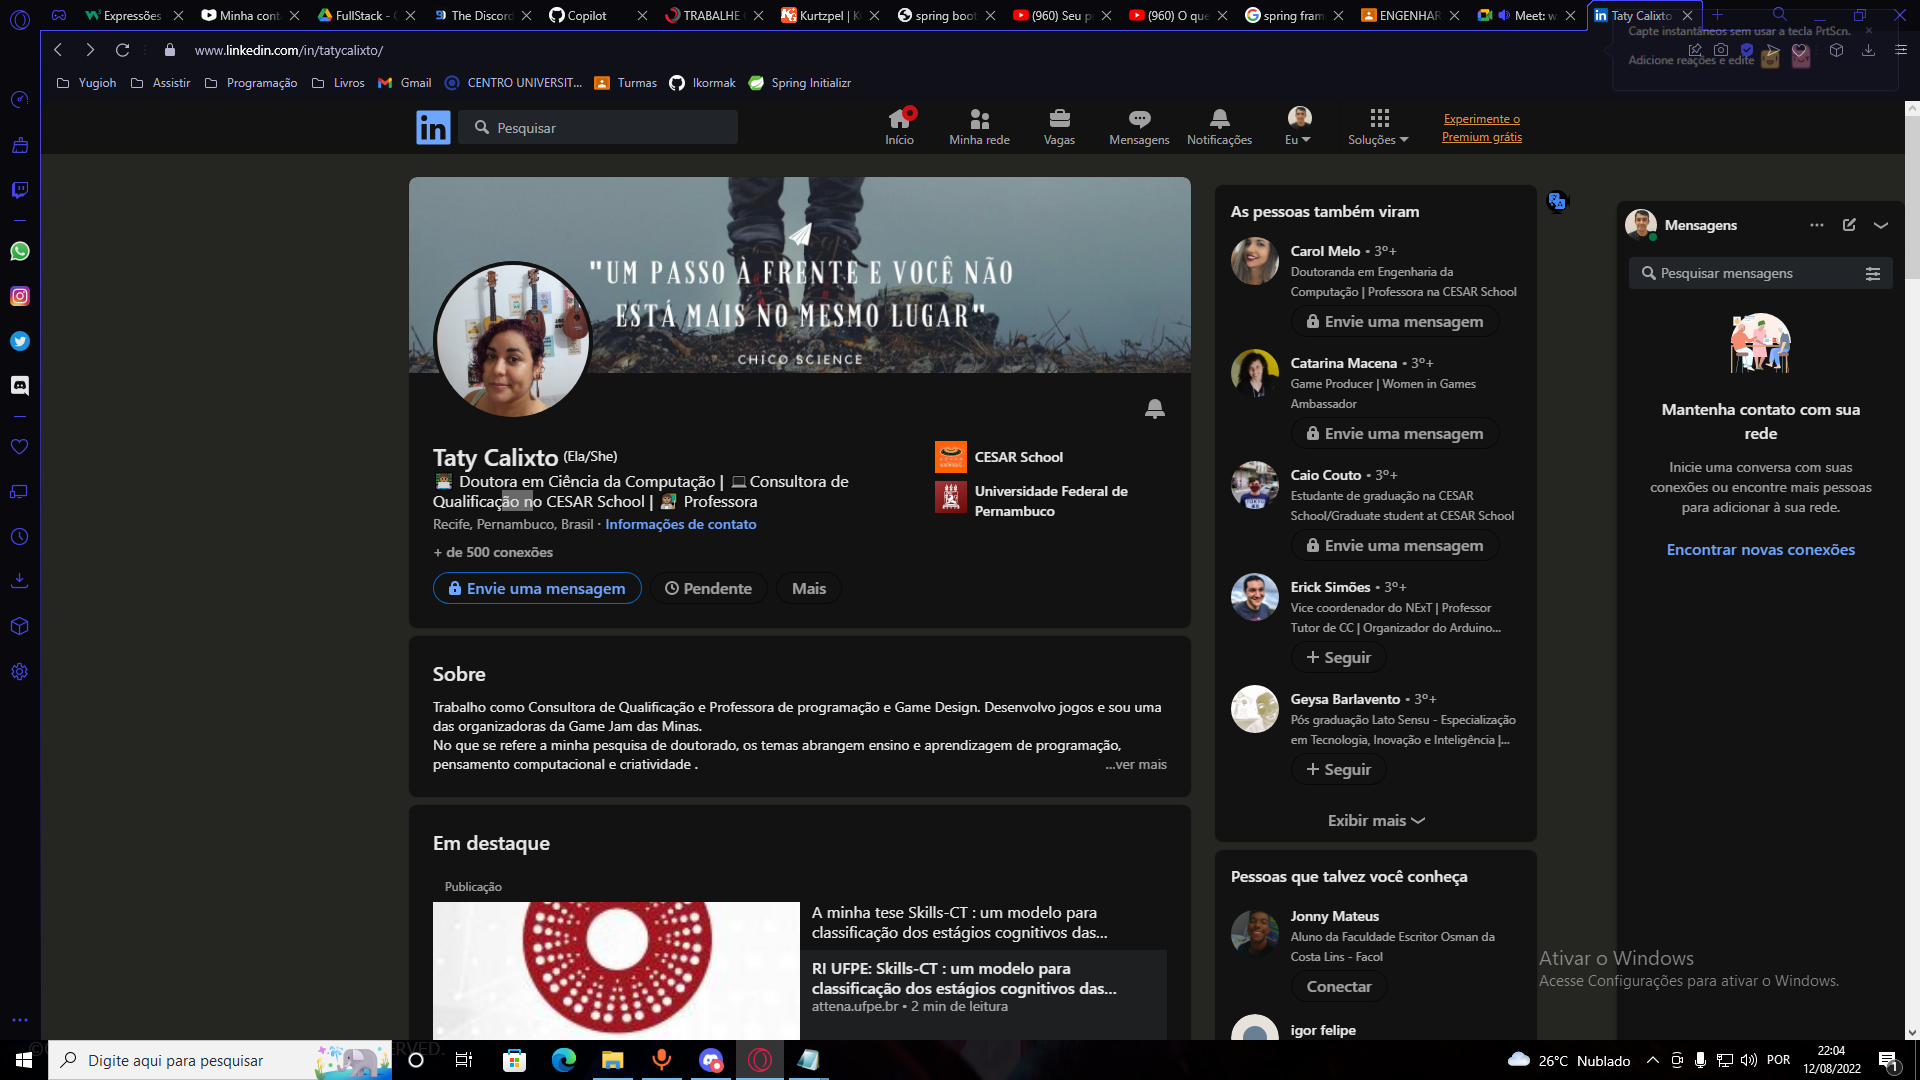 Expressões
Minha cont
FullStack -
The Discord
Copilot
TRABALHE
Kurtzpel | K
spring boot
(960) Seu p
(960) O que
spring fram
ENGENHAR
Meet: w
Taty Calixto
Capte instantâneos sem usar a tecla PrtScn.
www.linkedin.com/in/tatycalixto/
Adicione reações e edite
Yugioh
Assistir
Programação
Livros
Gmail
CENTRO UNIVERSIT...
Turmas
Ikormak
Spring Initializr
in
Pesquisar
Início
Minha rede
Vagas
Mensagens
Notificações
Eu
Soluções
Experimente o
Premium grátis
"UM PASSO À FRENTE E VOCÊ NÃO
ESTÁ MAIS NO MESMO LUGAR"
CHICO SCIENCE
Taty Calixto (Ela/She)
Doutora em Ciência da Computação | Consultora de
Qualificação no CESAR School | Professora
Recife, Pernambuco, Brasil · Informações de contato
+ de 500 conexões
Envie uma mensagem
Pendente
Mais
CESAR School
Universidade Federal de
Pernambuco
Sobre
Trabalho como Consultora de Qualificação e Professora de programação e Game Design. Desenvolvo jogos e sou uma
das organizadoras da Game Jam das Minas.
No que se refere a minha pesquisa de doutorado, os temas abrangem ensino e aprendizagem de programação,
pensamento computacional e criatividade .
...ver mais
Em destaque
Publicação
A minha tese Skills-CT : um modelo para
classificação dos estágios cognitivos das...
RI UFPE: Skills-CT : um modelo para
classificação dos estágios cognitivos das...
attena.ufpe.br • 2 min de leitura
As pessoas também viram
Carol Melo • 3º+
Doutoranda em Engenharia da
Computação | Professora na CESAR School
Envie uma mensagem
Catarina Macena • 3º+
Game Producer | Women in Games
Ambassador
Envie uma mensagem
Caio Couto • 3º+
Estudante de graduação na CESAR
School/Graduate student at CESAR School
Envie uma mensagem
Erick Simões • 3º+
Vice coordenador do NExT | Professor
Tutor de CC | Organizador do Arduino...
Seguir
Geysa Barlavento • 3º+
Pós graduação Lato Sensu - Especialização
em Tecnologia, Inovação e Inteligência |...
Seguir
Exibir mais
Pessoas que talvez você conheça
Jonny Mateus
Aluno da Faculdade Escritor Osman da
Costa Lins - Facol
Conectar
igor felipe
Mensagens
Pesquisar mensagens
Mantenha contato com sua
rede
Inicie uma conversa com suas
conexões ou encontre mais pessoas
para adicionar à sua rede.
Encontrar novas conexões
Ativar o Windows
Acesse Configurações para ativar o Windows.
Digite aqui para pesquisar
26°C Nublado
POR
22:04
12/08/2022
1